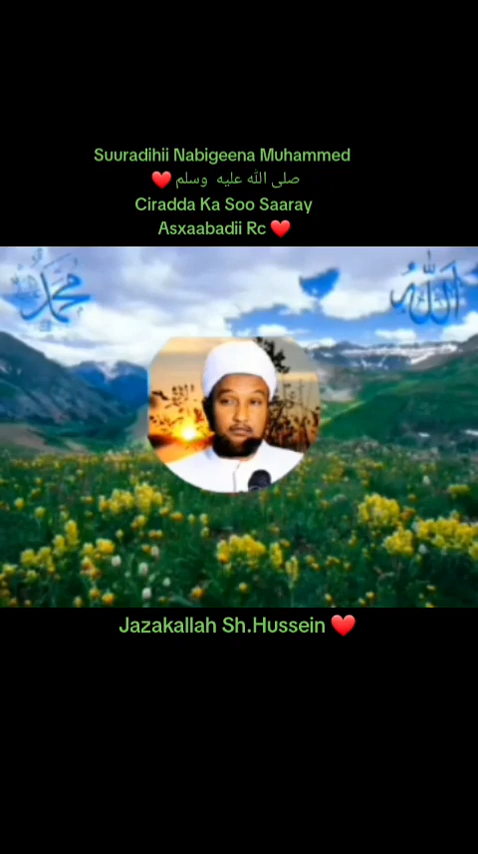 Suuradihii Nabigeena Muhammed
❤️ صلى الله عليه وسلم
Ciradda Ka Soo Saaray
Asxaabadii Rc ❤️
محمد
الله
Jazakallah Sh.Hussein ❤️